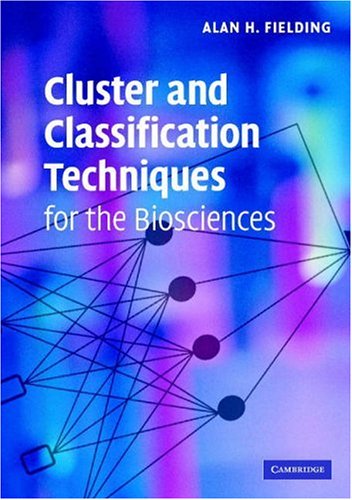 ALAN H. FIELDING
Cluster and
Classification
Techniques
for the Biosciences
CAMBRIDGE